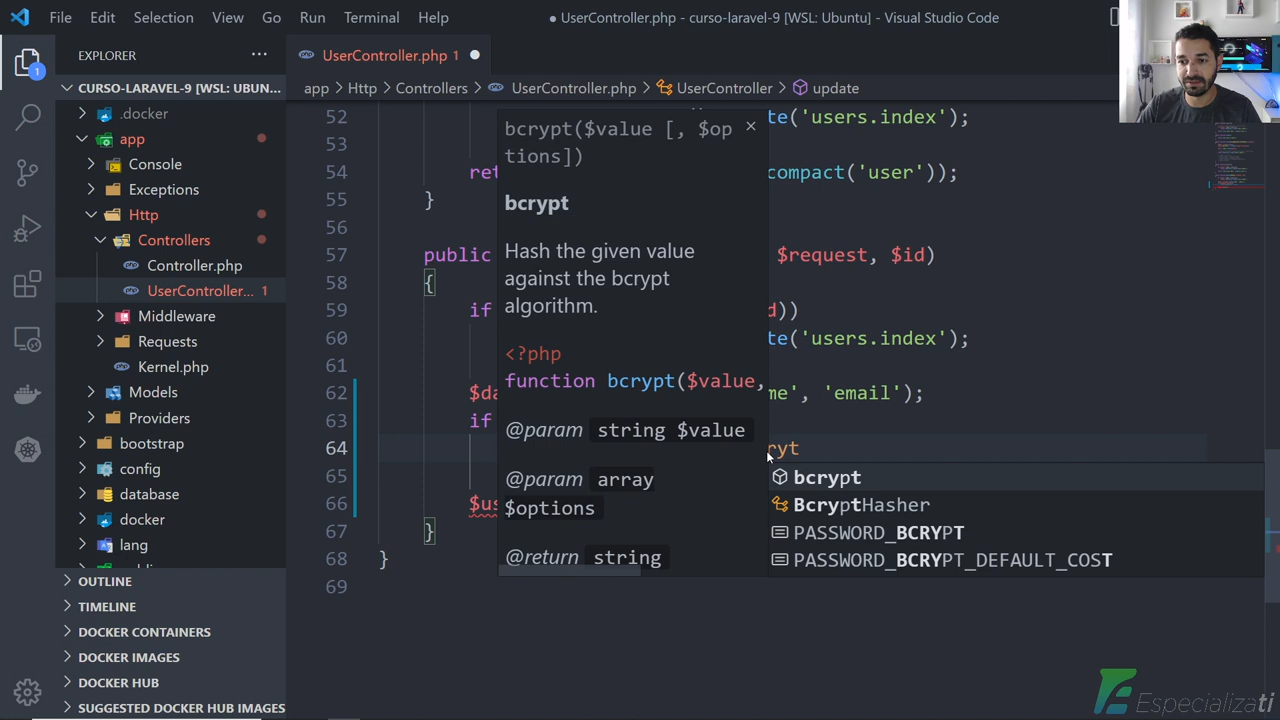 File Edit Selection View Go Run Terminal Help
● UserController.php - curso-laravel-9 [WSL: Ubuntu] - Visual Studio Code
EXPLORER ···
UserController.php 1 ●
CURSO-LARAVEL-9 [WSL: UBUN...
app > Http > Controllers > UserController.php > UserController > update
.docker
app
Console
Exceptions
Http
Controllers
Controller.php
UserController... 1
Middleware
Requests
Kernel.php
Models
Providers
bootstrap
config
database
docker
lang
OUTLINE
TIMELINE
DOCKER CONTAINERS
DOCKER IMAGES
DOCKER HUB
SUGGESTED DOCKER HUB IMAGES
1
52 te('users.index');
53
54 ret compact('user'));
55 }
56
57 public $request, $id)
58 {
59 if d))
60 te('users.index');
61
62 $da me', 'email');
63 if
64 ryt
65
66 $us
67 }
68 }
69
bcrypt($value [, $op
tions])
bcrypt
Hash the given value
against the bcrypt
algorithm.
<?php
function bcrypt($value,
@param string $value
@param array
$options
@return string
bcrypt
BcryptHasher
PASSWORD_BCRYPT
PASSWORD_BCRYPT_DEFAULT_COST
Especializati